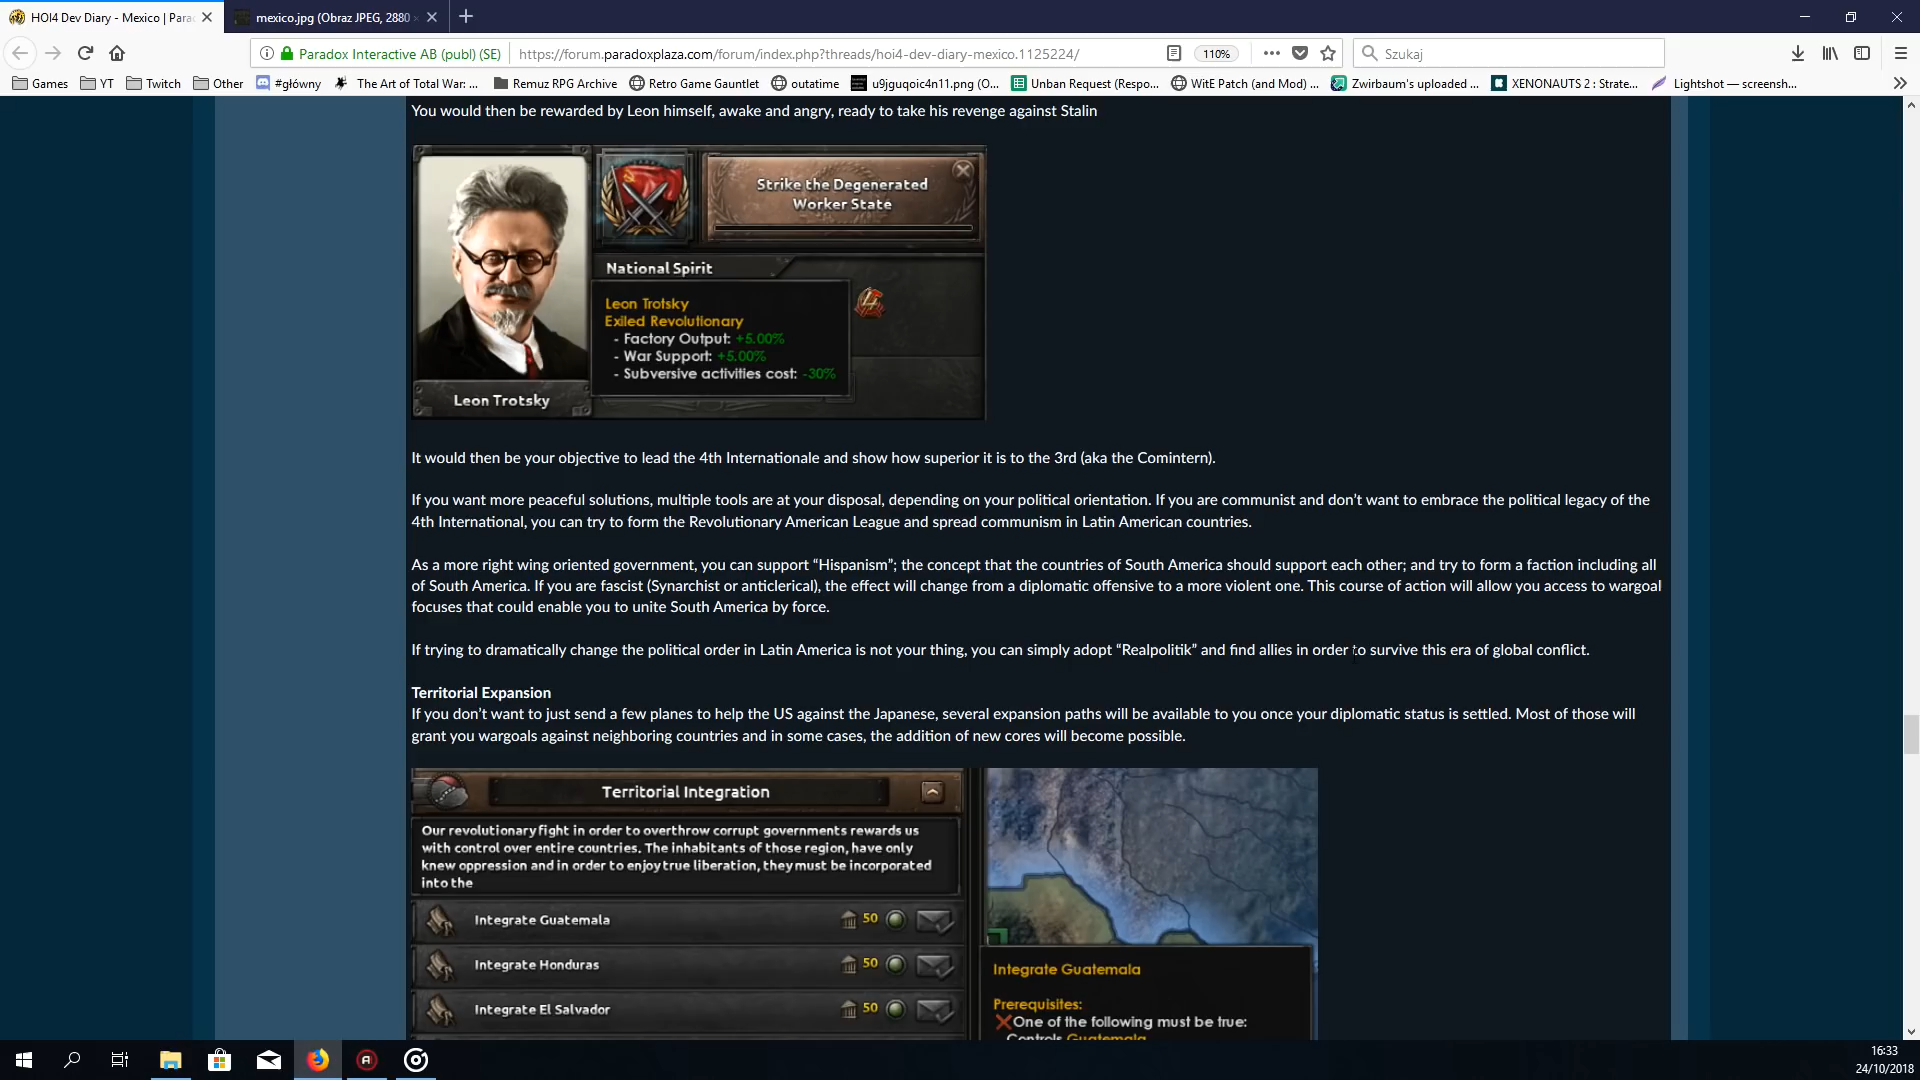 HOI4 Dev Diary - Mexico | Para
mexico.jpg (Obraz JPEG, 2880
Paradox Interactive AB (publ) (SE)
https://forum.paradoxplaza.com/forum/index.php?threads/hoi4-dev-diary-mexico.1125224/
110%
Szukaj
Games
YT
Twitch
Other
#główny
The Art of Total War: ...
Remuz RPG Archive
Retro Game Gauntlet
outatime
u9jguqoic4n11.png (O...
Unban Request (Respo...
WitE Patch (and Mod) ...
Zwirbaum's uploaded ...
XENONAUTS 2 : Strate...
Lightshot — screensh...
You would then be rewarded by Leon himself, awake and angry, ready to take his revenge against Stalin
Strike the Degenerated
Worker State
National Spirit
Leon Trotsky
Exiled Revolutionary
- Factory Output: +5.00%
- War Support: +5.00%
- Subversive activities cost: -30%
Leon Trotsky
It would then be your objective to lead the 4th Internationale and show how superior it is to the 3rd (aka the Comintern).
If you want more peaceful solutions, multiple tools are at your disposal, depending on your political orientation. If you are communist and don't want to embrace the political legacy of the
4th International, you can try to form the Revolutionary American League and spread communism in Latin American countries.
As a more right wing oriented government, you can support “Hispanism”; the concept that the countries of South America should support each other; and try to form a faction including all
of South America. If you are fascist (Synarchist or anticlerical), the effect will change from a diplomatic offensive to a more violent one. This course of action will allow you access to wargoal
focuses that could enable you to unite South America by force.
If trying to dramatically change the political order in Latin America is not your thing, you can simply adopt “Realpolitik” and find allies in order to survive this era of global conflict.
Territorial Expansion
If you don't want to just send a few planes to help the US against the Japanese, several expansion paths will be available to you once your diplomatic status is settled. Most of those will
grant you wargoals against neighboring countries and in some cases, the addition of new cores will become possible.
Territorial Integration
Our revolutionary fight in order to overthrow corrupt governments rewards us
with control over entire countries. The inhabitants of those region, have only
knew oppression and in order to enjoy true liberation, they must be incorporated
into the
Integrate Guatemala
50
Integrate Honduras
50
Integrate El Salvador
50
Integrate Guatemala
Prerequisites:
One of the following must be true:
Controls Guatemala
16:33
24/10/2018